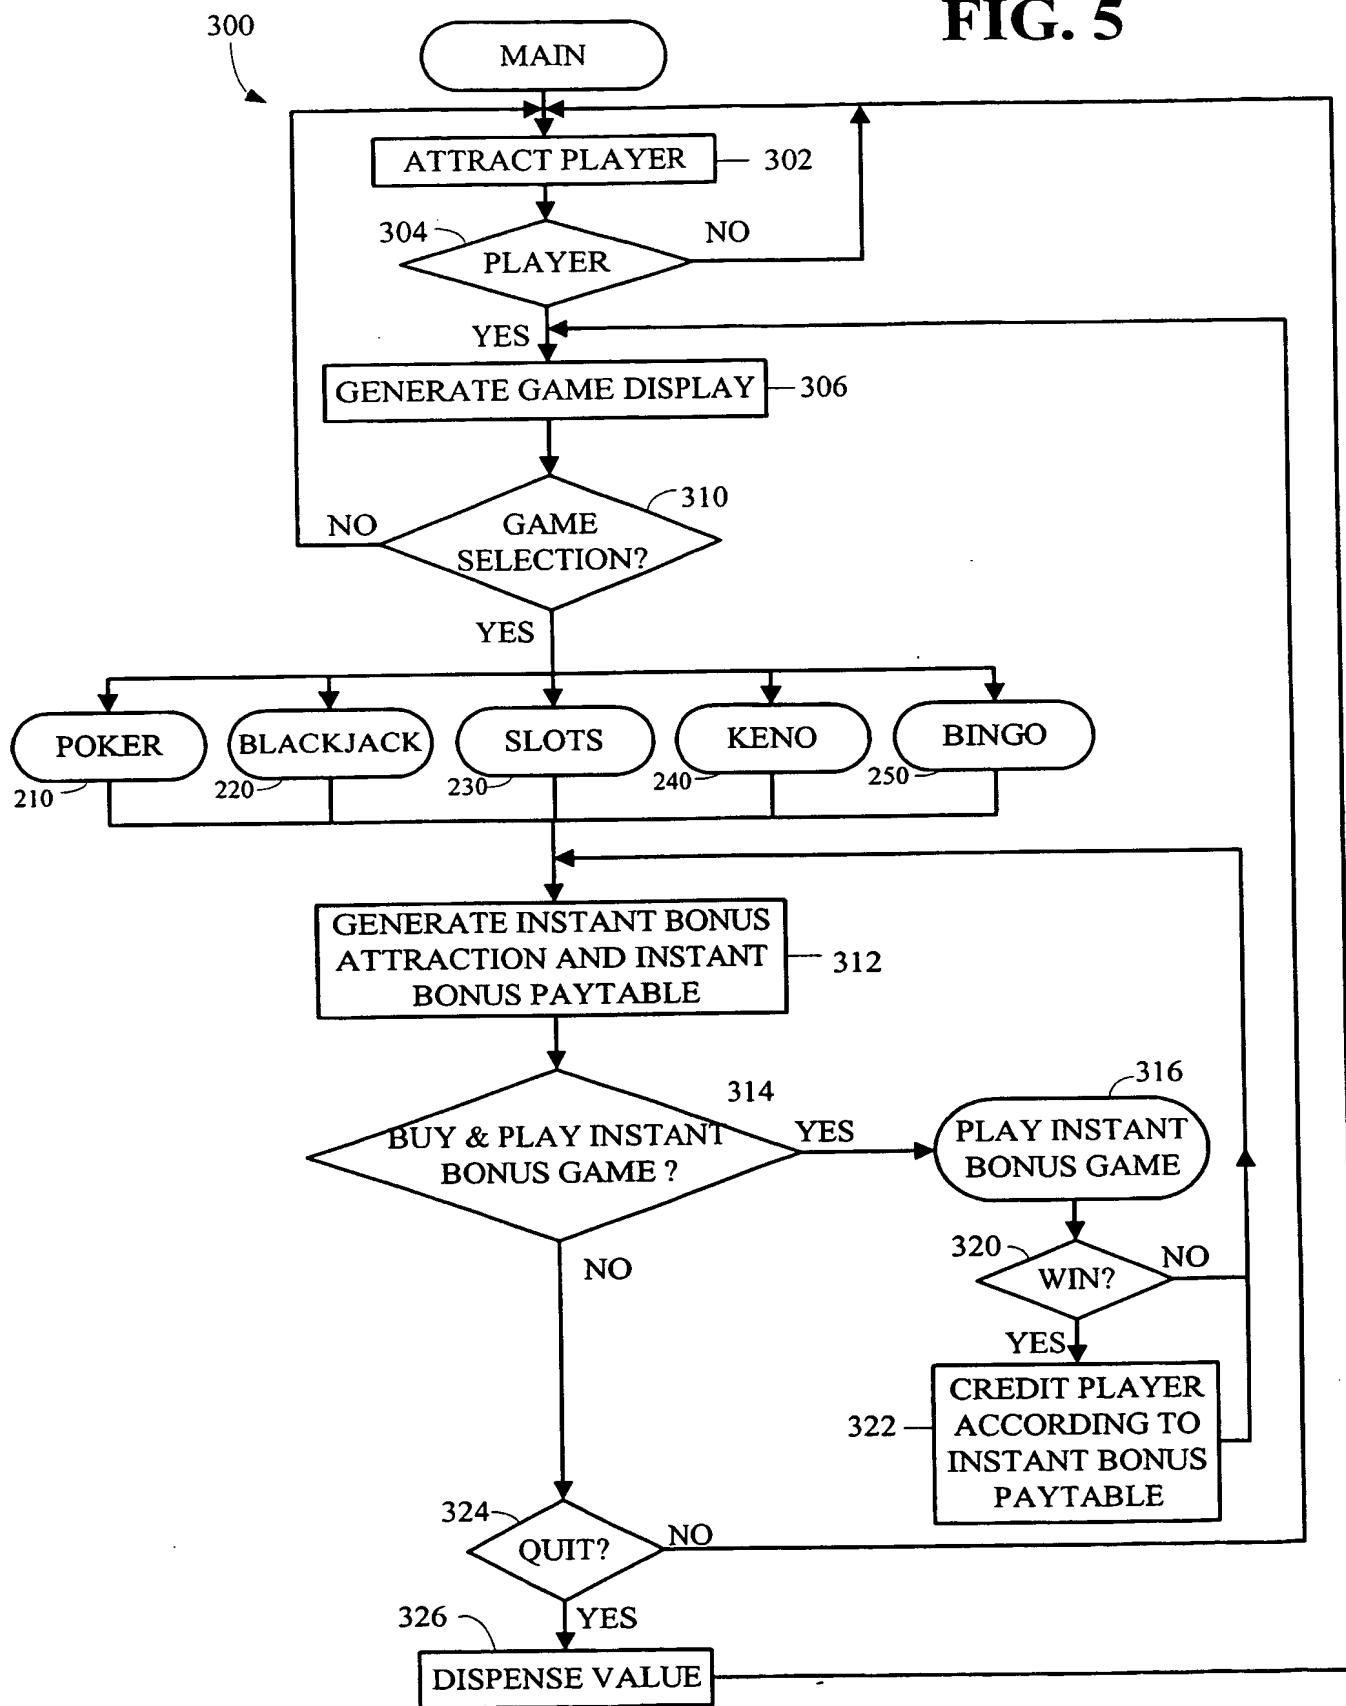 FIG. 5
300
MAIN
ATTRACT PLAYER
302
304
PLAYER
NO
YES
GENERATE GAME DISPLAY
306
310
NO
GAME
SELECTION?
YES
POKER
BLACKJACK
SLOTS
KENO
BINGO
210
220
230
240
250
GENERATE INSTANT BONUS
ATTRACTION AND INSTANT
BONUS PAYTABLE
312
314
BUY & PLAY INSTANT
BONUS GAME ?
YES
316
PLAY INSTANT
BONUS GAME
NO
320
WIN?
NO
YES
322
CREDIT PLAYER
ACCORDING TO
INSTANT BONUS
PAYTABLE
324
QUIT?
NO
YES
326
DISPENSE VALUE